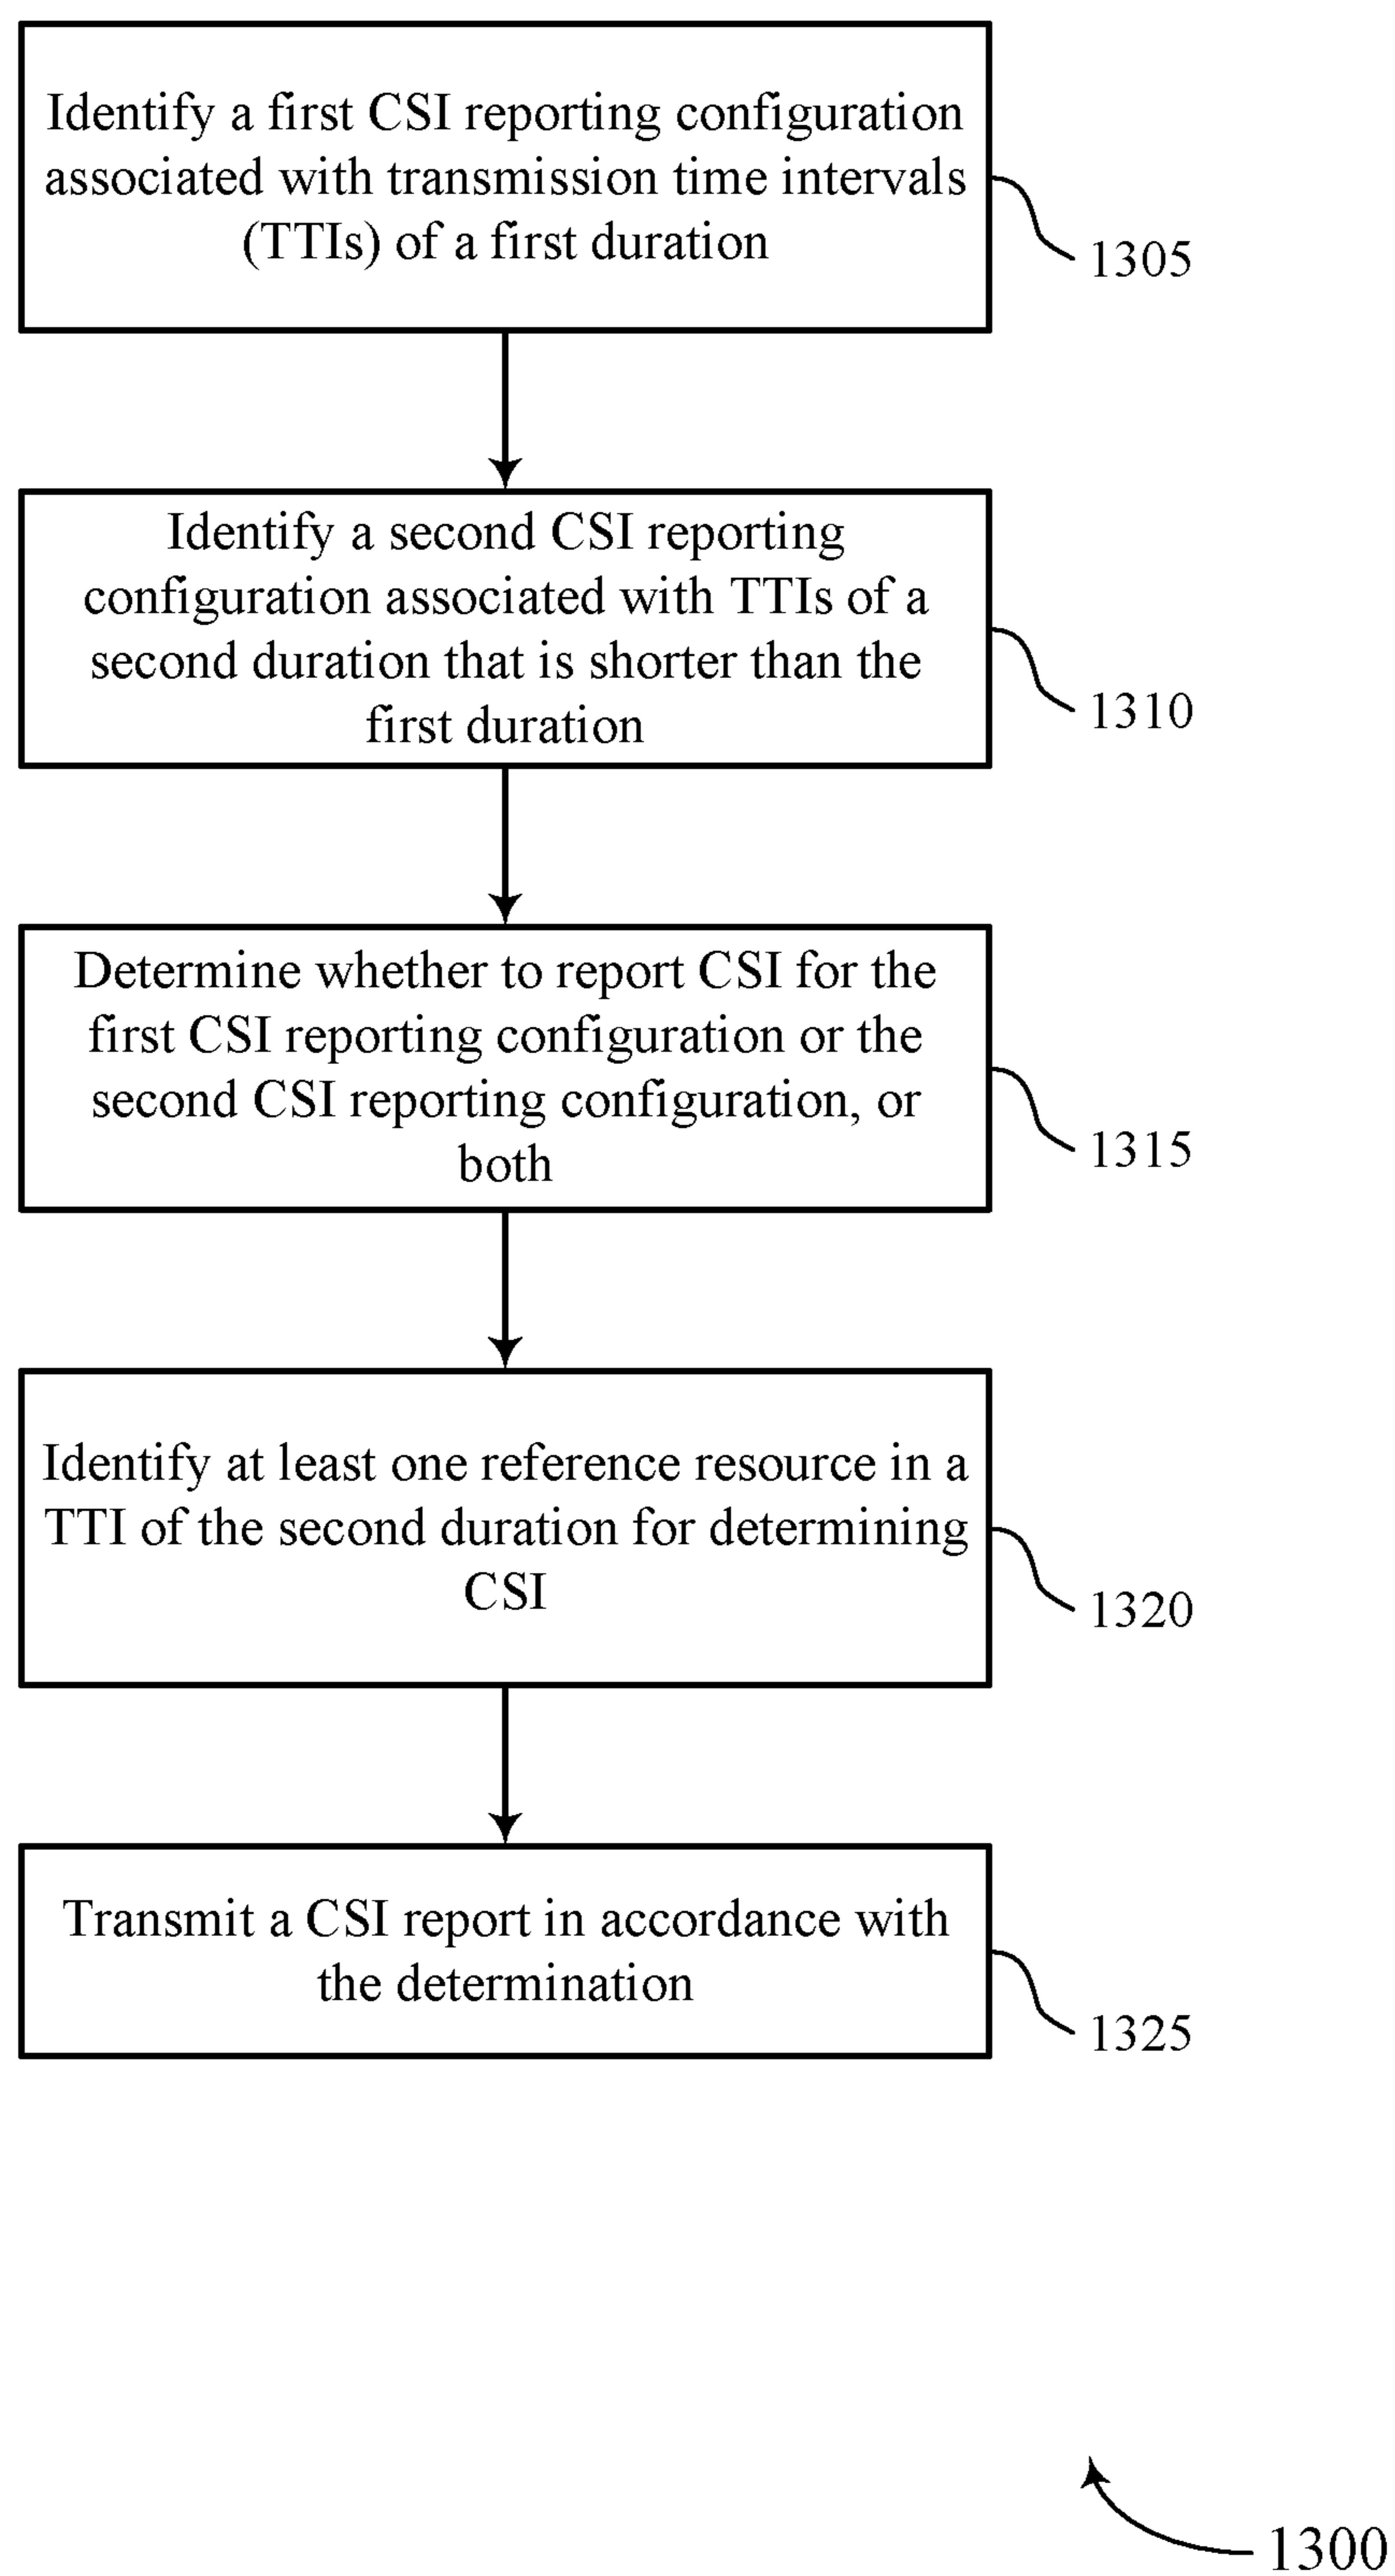 Identify a first CSI reporting configuration
associated with transmission time intervals
(TTIs) of a first duration
1305
Identify a second CSI reporting
configuration associated with TTIs of a
second duration that is shorter than the
first duration
1310
Determine whether to report CSI for the
first CSI reporting configuration or the
second CSI reporting configuration, or
both
1315
Identify at least one reference resource in a
TTI of the second duration for determining
CSI
1320
Transmit a CSI report in accordance with
the determination
1325
1300